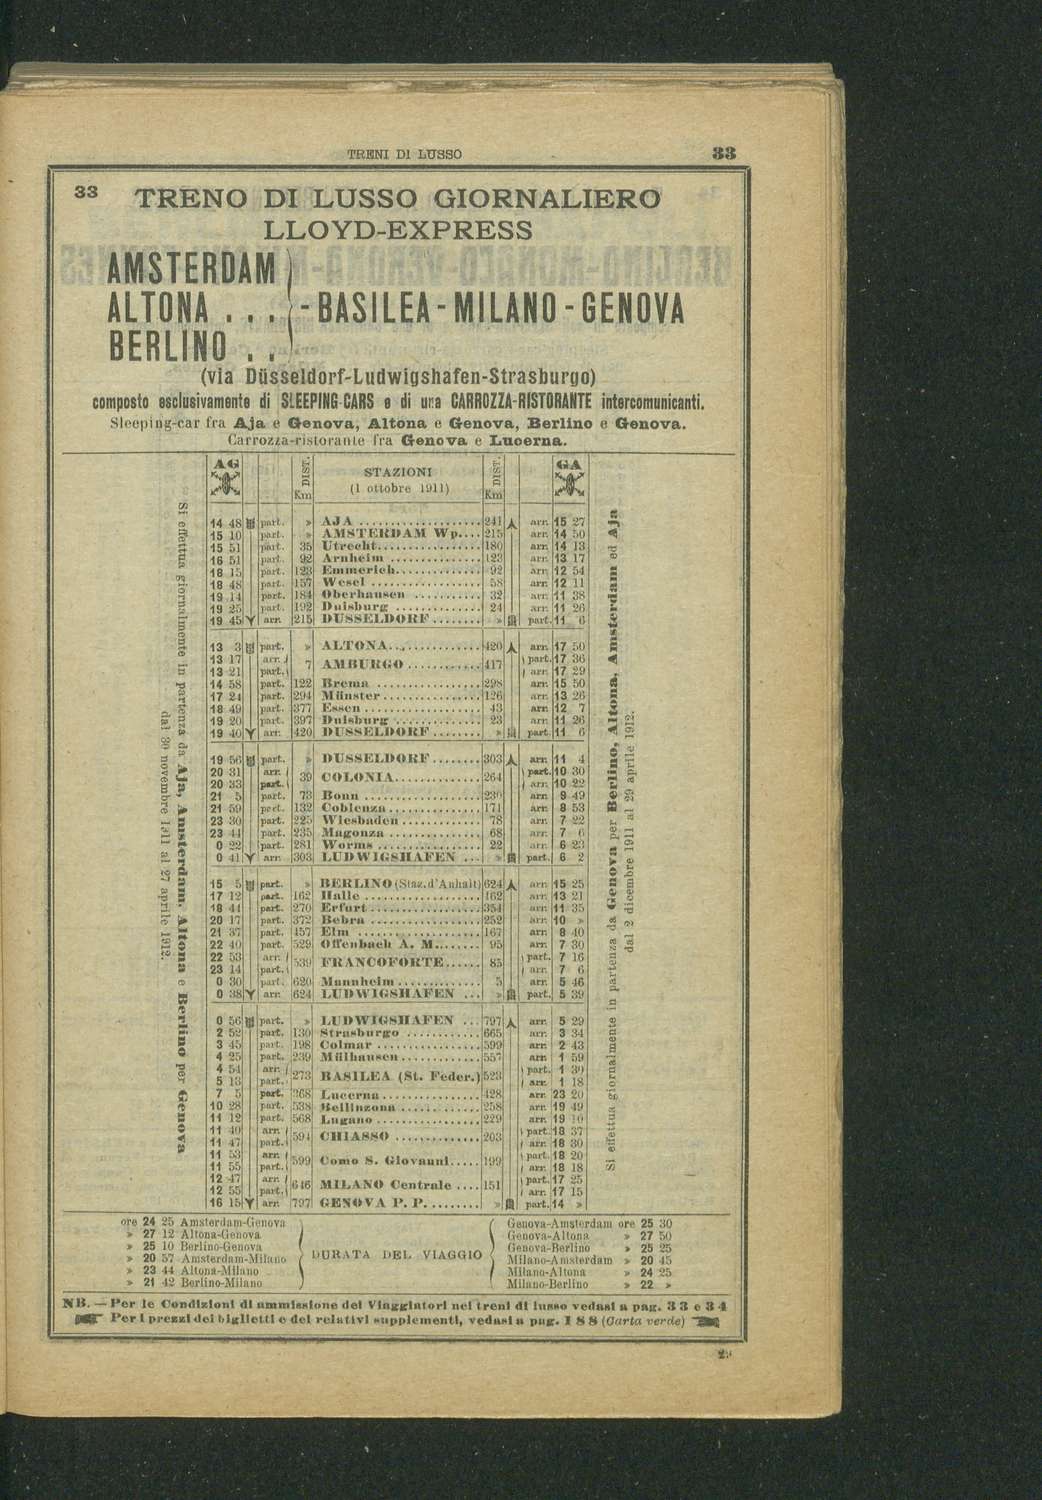 TRENI DI LUSSO 33
33 TRENO DI LUSSO GIORNALIERO
LLOYD-EXPRESS
AMSTERDAM
ALTONA . . . -BASILEA-MILANO-GENOVA
BERLINO . .
(via Düsseldorf-Ludwigshafen-Strasburgo)
composto esclusivamente di SLEEPING-CARS e di una CARROZZA-RISTORANTE intercomunicanti.
Sleeping-car fra Aja e Genova, Altona e Genova, Berlino e Genova.
Carrozza-ristorante fra Genova e Lucerna.
AG DIST. Km STAZIONI (1 ottobre 1911) DIST. Km GA
Si effettua giornalmente in partenza da Aja, Amsterdam, Altona e Berlino per Genova
dal 30 novembre 1911 al 27 aprile 1912.
14 48 part. » AJA 241 arr. 15 27
15 10 part. » AMSTERDAM Wp. 215 arr. 14 50
15 51 part. 35 Utrecht 180 arr. 14 13
16 51 part. 92 Arnheim 123 arr. 13 17
18 15 part. 123 Emmerich 92 arr. 12 54
18 48 part. 157 Wesel 58 arr. 12 11
19 14 part. 184 Oberhausen 32 arr. 11 38
19 25 part. 192 Duisburg 24 arr. 11 26
19 45 arr. 215 DUSSELDORF » part. 11 6
13 3 part. » ALTONA 420 arr. 17 50
13 17 arr. 7 AMBURGO 417 part. 17 36
13 21 part. arr. 17 29
14 58 part. 122 Brema 298 arr. 15 50
17 24 part. 294 Münster 126 arr. 13 26
18 49 part. 377 Essen 43 arr. 12 7
19 20 part. 397 Duisburg 23 arr. 11 26
19 40 arr. 420 DUSSELDORF » part. 11 6
19 56 part. » DUSSELDORF 303 arr. 11 4
20 31 arr. 39 COLONIA 264 part. 10 30
20 33 part. arr. 10 22
21 5 part. 73 Bonn 230 arr. 9 49
21 59 part. 132 Coblenza 171 arr. 8 53
23 30 part. 225 Wiesbaden 78 arr. 7 22
23 44 part. 235 Magonza 68 arr. 7 6
0 22 part. 281 Worms 22 arr. 6 23
0 41 arr. 303 LUDWIGSHAFEN » part. 6 2
15 5 part. » BERLINO (Staz. d'Anhalt) 624 arr. 15 25
17 12 part. 162 Halle 162 arr. 13 21
18 44 part. 270 Erfurt 354 arr. 11 35
20 17 part. 372 Bebra 252 arr. 10 »
21 37 part. 457 Elm 167 arr. 8 40
22 40 part. 529 Offenbach A. M. 95 arr. 7 30
22 53 arr. 539 FRANCOFORTE 85 part. 7 16
23 14 part. arr. 7 6
0 30 part. 620 Mannheim 5 arr. 5 46
0 38 arr. 624 LUDWIGSHAFEN » part. 5 39
0 56 part. » LUDWIGSHAFEN 797 arr. 5 29
2 52 part. 130 Strasburgo 665 arr. 3 34
3 45 part. 198 Colmar 599 arr. 2 43
4 25 part. 239 Mülhausen 557 arr. 1 59
4 54 arr. 273 BASILEA (St. Feder.) 523 part. 1 30
5 13 part. arr. 1 18
7 5 part. 368 Lucerna 428 arr. 23 20
10 28 part. 538 Bellinzona 258 arr. 19 49
11 12 part. 568 Lugano 229 arr. 19 10
11 40 arr. 594 CHIASSO 203 part. 18 37
11 47 part. arr. 18 30
11 53 arr. 599 Como S. Giovanni 199 part. 18 20
11 55 part. arr. 18 18
12 47 arr. 646 MILANO Centrale 151 part. 17 25
12 55 part. arr. 17 15
16 15 arr. 797 GENOVA P. P. » part. 14 »
Si effettua giornalmente in partenza da Genova per Berlino, Altona, Amsterdam ed Aja
dal 2 dicembre 1911 al 29 aprile 1912.
DURATA DEL VIAGGIO
ore 24 25 Amsterdam-Genova Genova-Amsterdam ore 25 30
» 27 12 Altona-Genova Genova-Altona » 27 50
» 25 10 Berlino-Genova Genova-Berlino » 25 25
» 20 57 Amsterdam-Milano Milano-Amsterdam » 20 45
» 23 44 Altona-Milano Milano-Altona » 24 25
» 21 42 Berlino-Milano Milano-Berlino » 22 »
NB. — Per le Condizioni di ammissione dei Viaggiatori nei treni di lusso vedasi a pag. 33 e 34
Per i prezzi dei biglietti e dei relativi supplementi, vedasi a pag. 188 (Carta verde)